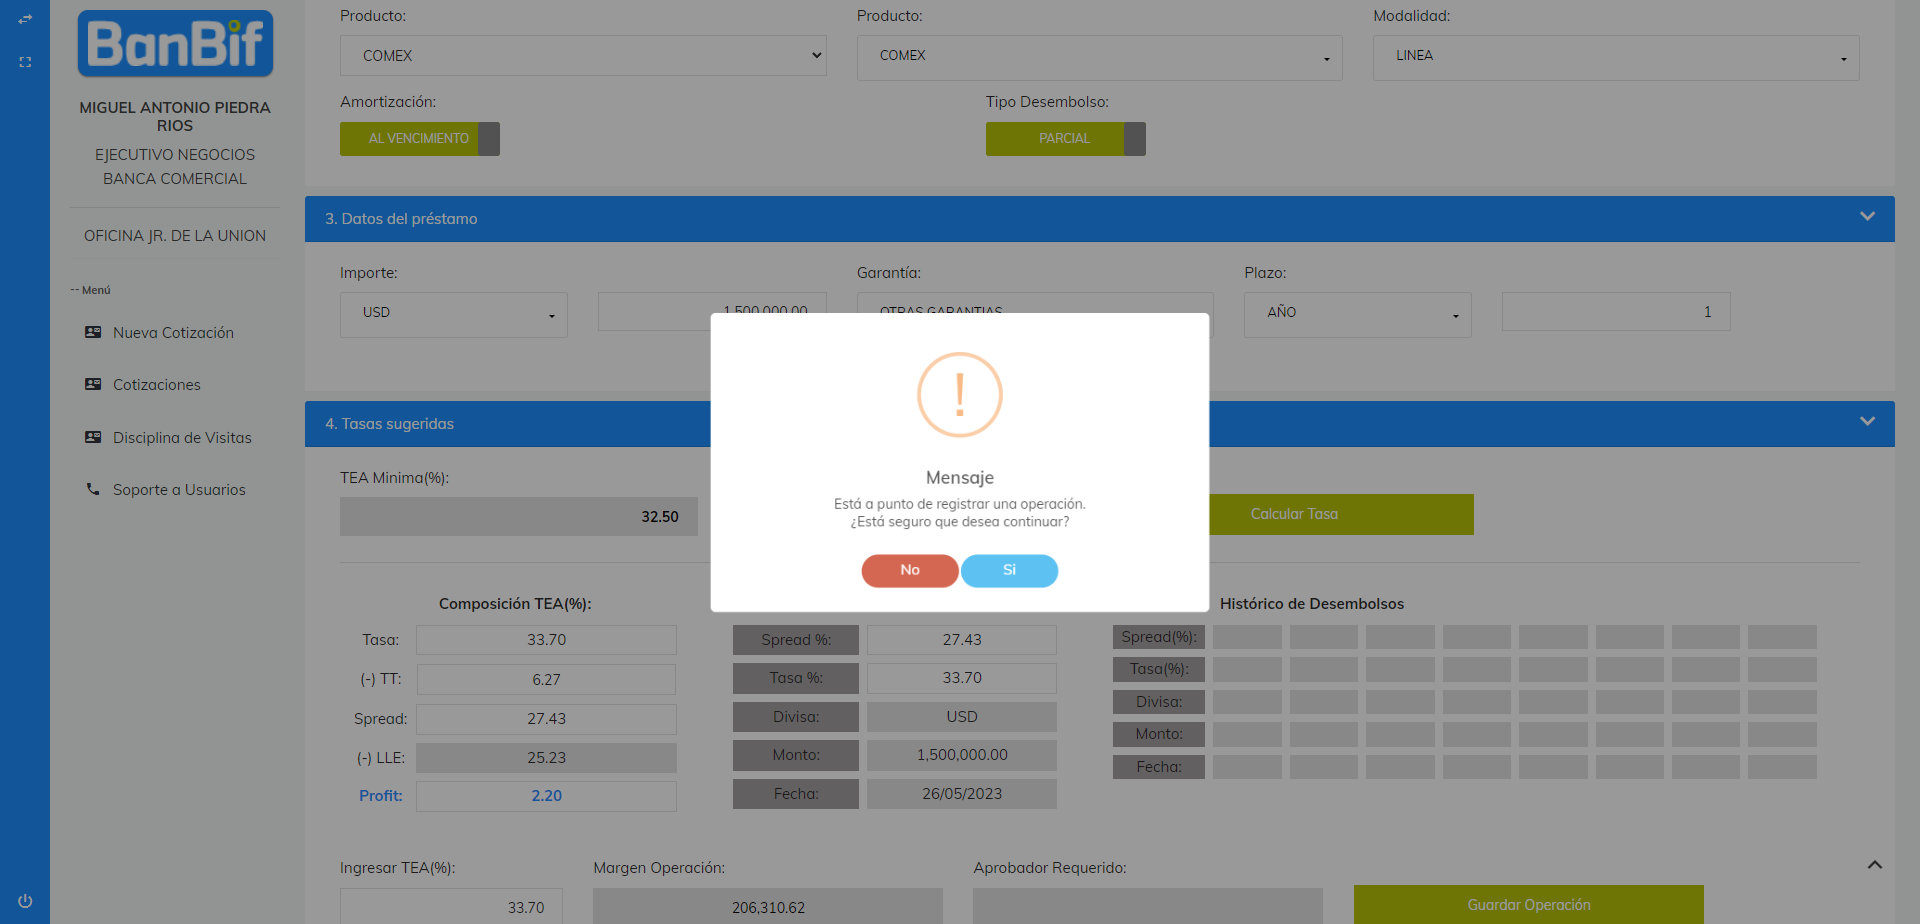 BanBif
MIGUEL ANTONIO PIEDRA
RIOS
EJECUTIVO NEGOCIOS
BANCA COMERCIAL
OFICINA JR. DE LA UNION
-- Menú
Nueva Cotización
Cotizaciones
Disciplina de Visitas
Soporte a Usuarios
Producto: Producto: Modalidad:
COMEX COMEX LINEA
Amortización: Tipo Desembolso:
AL VENCIMIENTO PARCIAL
3. Datos del préstamo
Importe: Garantía: Plazo:
USD 1,500,000.00 OTRAS GARANTIAS AÑO 1
4. Tasas sugeridas
TEA Minima(%):
32.50 Calcular Tasa
Mensaje
Está a punto de registrar una operación.
¿Está seguro que desea continuar?
No Si
Composición TEA(%): Histórico de Desembolsos
Tasa: 33.70
(-) TT: 6.27
Spread: 27.43
(-) LLE: 25.23
Profit: 2.20
Spread %: 27.43
Tasa %: 33.70
Divisa: USD
Monto: 1,500,000.00
Fecha: 26/05/2023
Spread(%):
Tasa(%):
Divisa:
Monto:
Fecha:
Ingresar TEA(%): Margen Operación: Aprobador Requerido:
33.70 206,310.62 Guardar Operación